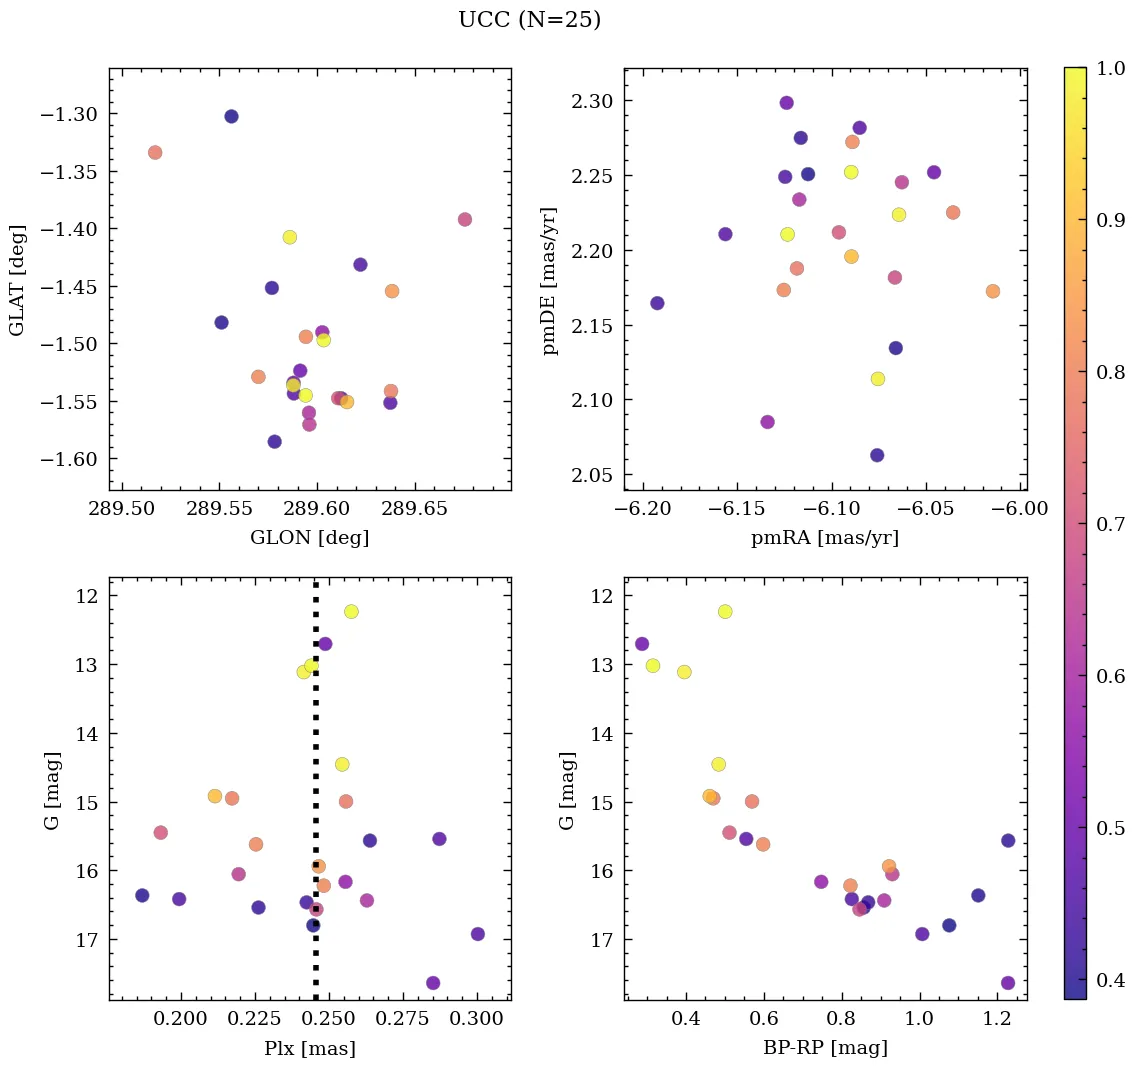 UCC (N=25)
−1.30
−1.35
−1.40
−1.45
−1.50
−1.55
−1.60
GLAT [deg]
289.50 289.55 289.60 289.65
GLON [deg]
2.30
2.25
2.20
2.15
2.10
2.05
pmDE [mas/yr]
−6.20 −6.15 −6.10 −6.05 −6.00
pmRA [mas/yr]
12
13
14
15
16
17
G [mag]
0.200 0.225 0.250 0.275 0.300
Plx [mas]
12
13
14
15
16
17
G [mag]
0.4 0.6 0.8 1.0 1.2
BP-RP [mag]
1.0
0.9
0.8
0.7
0.6
0.5
0.4